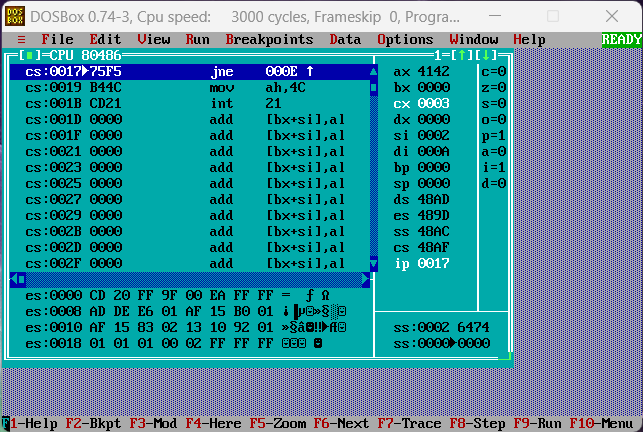 DOS BOX DOSBox 0.74-3, Cpu speed: 3000 cycles, Frameskip 0, Progra...
≡ File Edit View Run Breakpoints Data Options Window Help READY
[■]=CPU 80486 1=[↑][↓]
cs:0017►75F5 jne 000E ↑ ax 4142 c=0
cs:0019 B44C mov ah,4C bx 0000 z=0
cs:001B CD21 int 21 cx 0003 s=0
cs:001D 0000 add [bx+si],al dx 0000 o=0
cs:001F 0000 add [bx+si],al si 0002 p=1
cs:0021 0000 add [bx+si],al di 000A a=0
cs:0023 0000 add [bx+si],al bp 0000 i=1
cs:0025 0000 add [bx+si],al sp 0000 d=0
cs:0027 0000 add [bx+si],al ds 48AD
cs:0029 0000 add [bx+si],al es 489D
cs:002B 0000 add [bx+si],al ss 48AC
cs:002D 0000 add [bx+si],al cs 48AF
cs:002F 0000 add [bx+si],al ip 0017
es:0000 CD 20 FF 9F 00 EA FF FF = ƒ Ω
es:0008 AD DE E6 01 AF 15 B0 01 ¡▐µ☺»§░☺
es:0010 AF 15 83 02 13 10 92 01 »§â☻‼►Æ☺ ss:0002 6474
es:0018 01 01 01 00 02 FF FF FF ☺☺☺ ☻ ss:0000►0000
F1-Help F2-Bkpt F3-Mod F4-Here F5-Zoom F6-Next F7-Trace F8-Step F9-Run F10-Menu